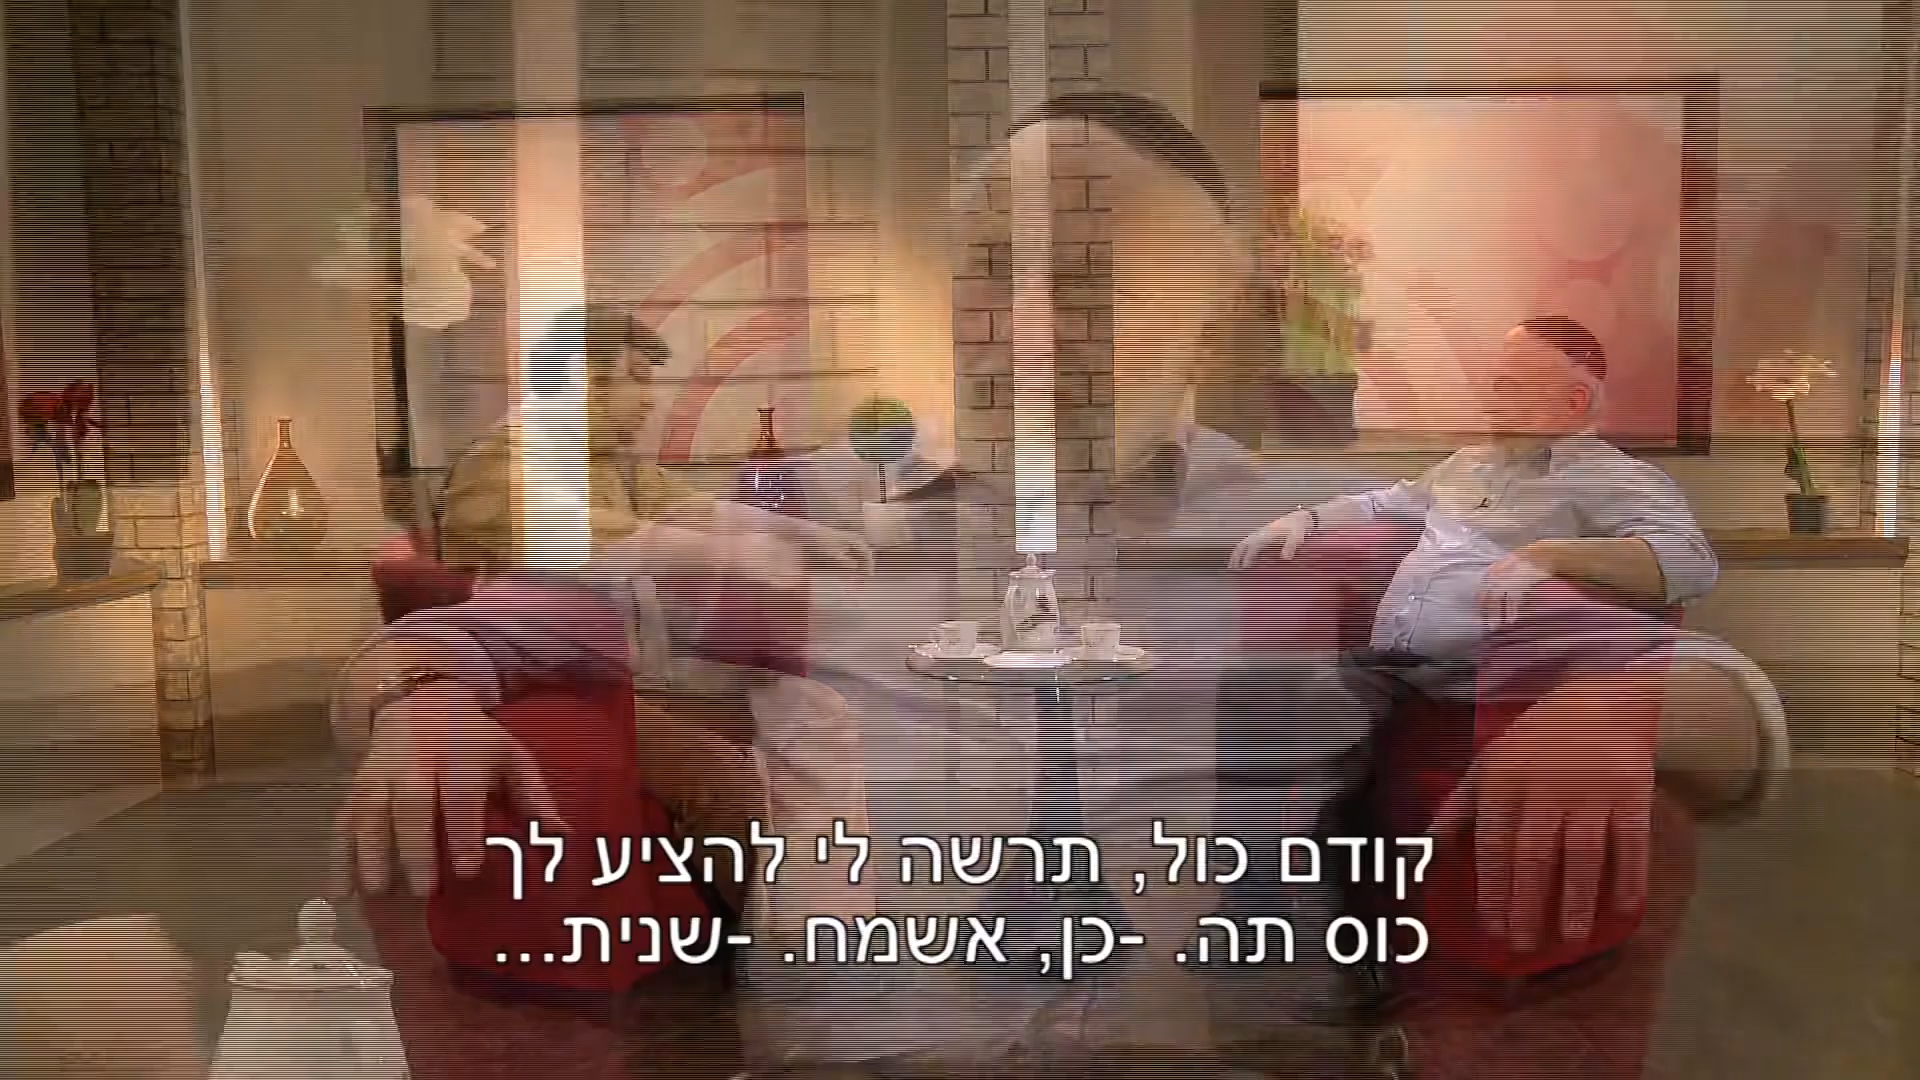 קודם כול, תרשה לי להציע לך
כוס תה. -כן, אשמח. -שנית...